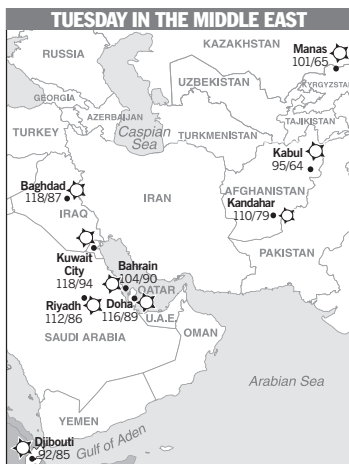 TUESDAY IN THE MIDDLE EAST
KAZAKHSTAN
Manas
101/65
RUSSIA
UZBEKISTAN
KYRGYZSTAN
GEORGIA
AZERBAIJAN
TAJIKISTAN
TURKEY
Caspian
Sea
TURKMENISTAN
Kabul
95/64
Baghdad
118/87
IRAQ
IRAN
AFGHANISTAN
Kandahar
110/79
Kuwait
City
118/94
Bahrain
104/90
PAKISTAN
QATAR
Riyadh
112/86
Doha
116/89
U.A.E.
SAUDI ARABIA
OMAN
Arabian Sea
YEMEN
Djibouti
92/85
Gulf of Aden